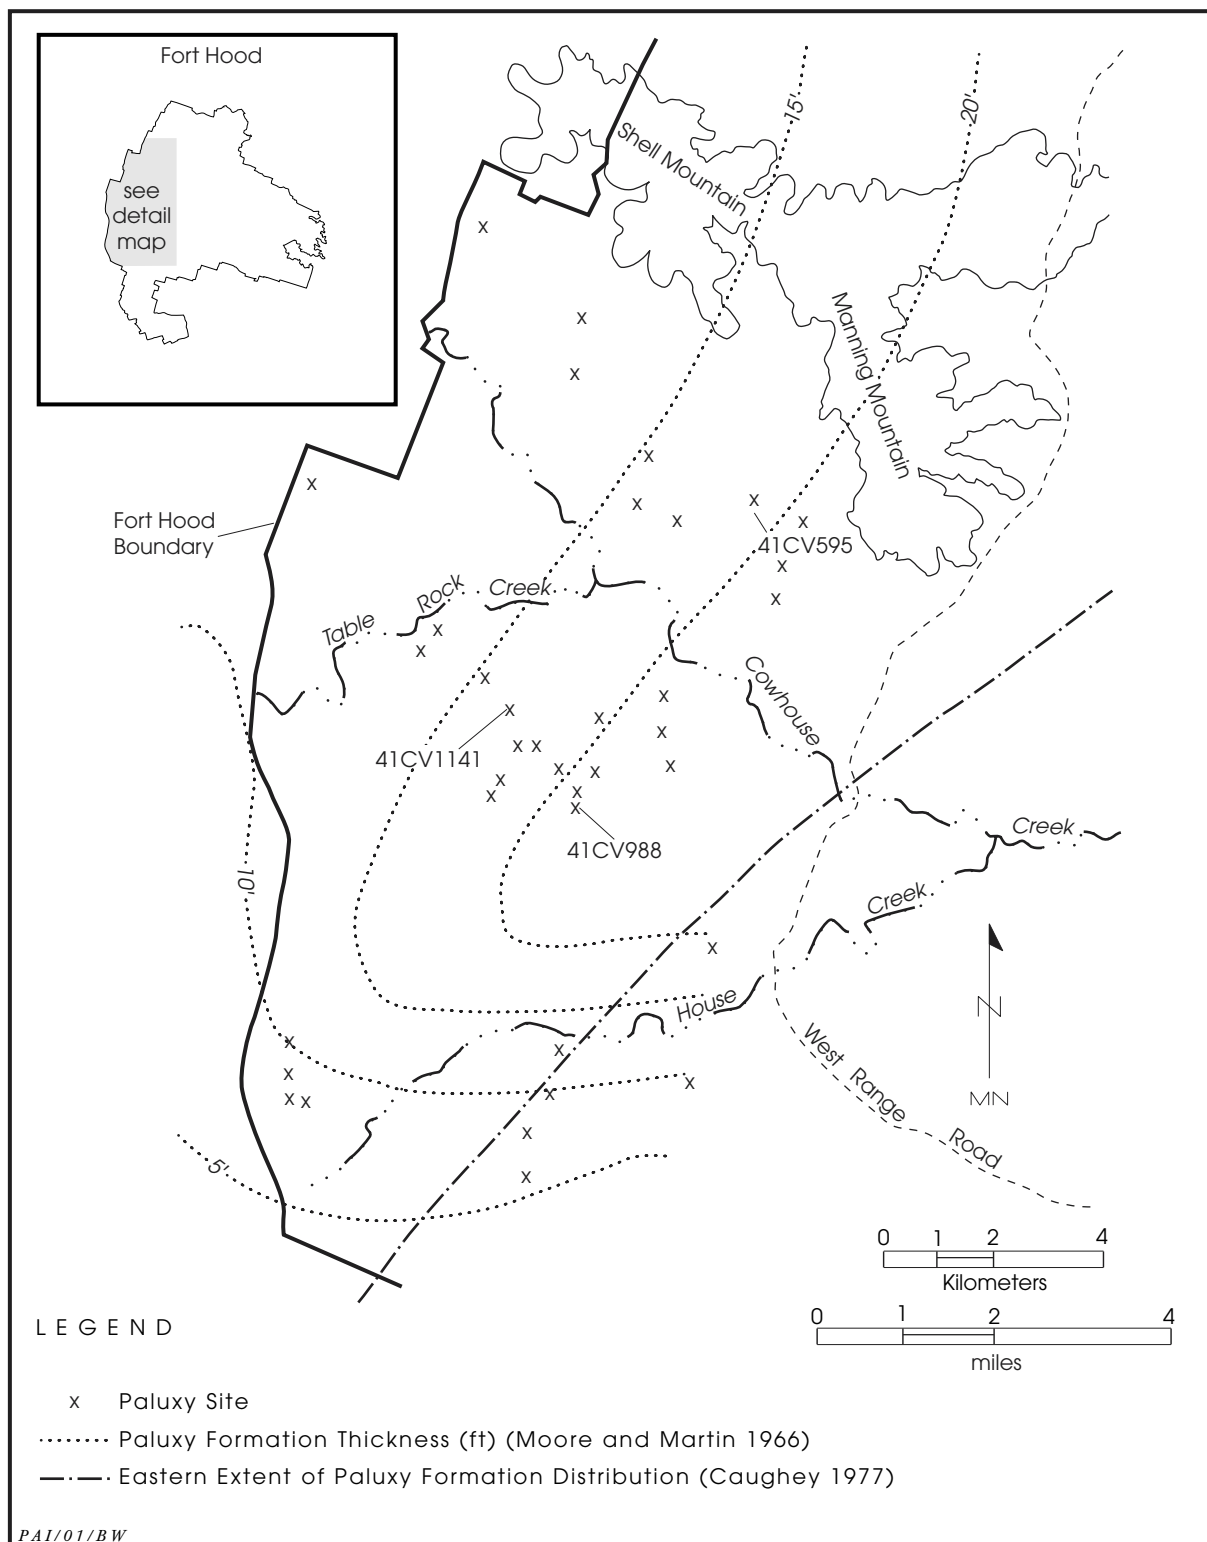 Fort Hood
see
detail
map
Shell Mountain
15'
20'
Manning Mountain
Fort Hood
Boundary
41CV595
Table Rock Creek
Cowhouse
Creek
41CV1141
41CV988
10'
Creek
House
N
MN
West Range Road
5'
0 1 2 4
Kilometers
0 1 2 4
miles
LEGEND
x Paluxy Site
Paluxy Formation Thickness (ft) (Moore and Martin 1966)
Eastern Extent of Paluxy Formation Distribution (Caughey 1977)
PAI/01/BW